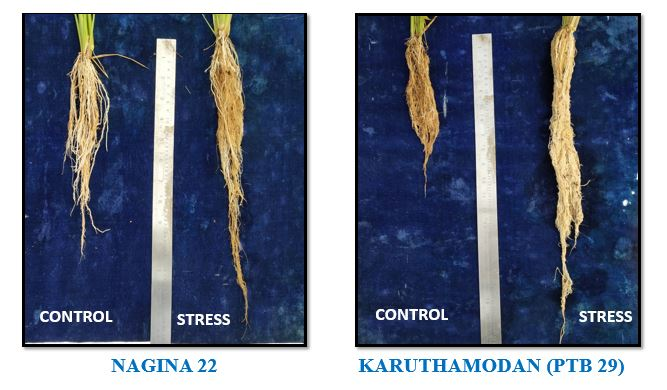 CONTROL
STRESS
NAGINA 22
CONTROL
STRESS
KARUTHAMODAN (PTB 29)